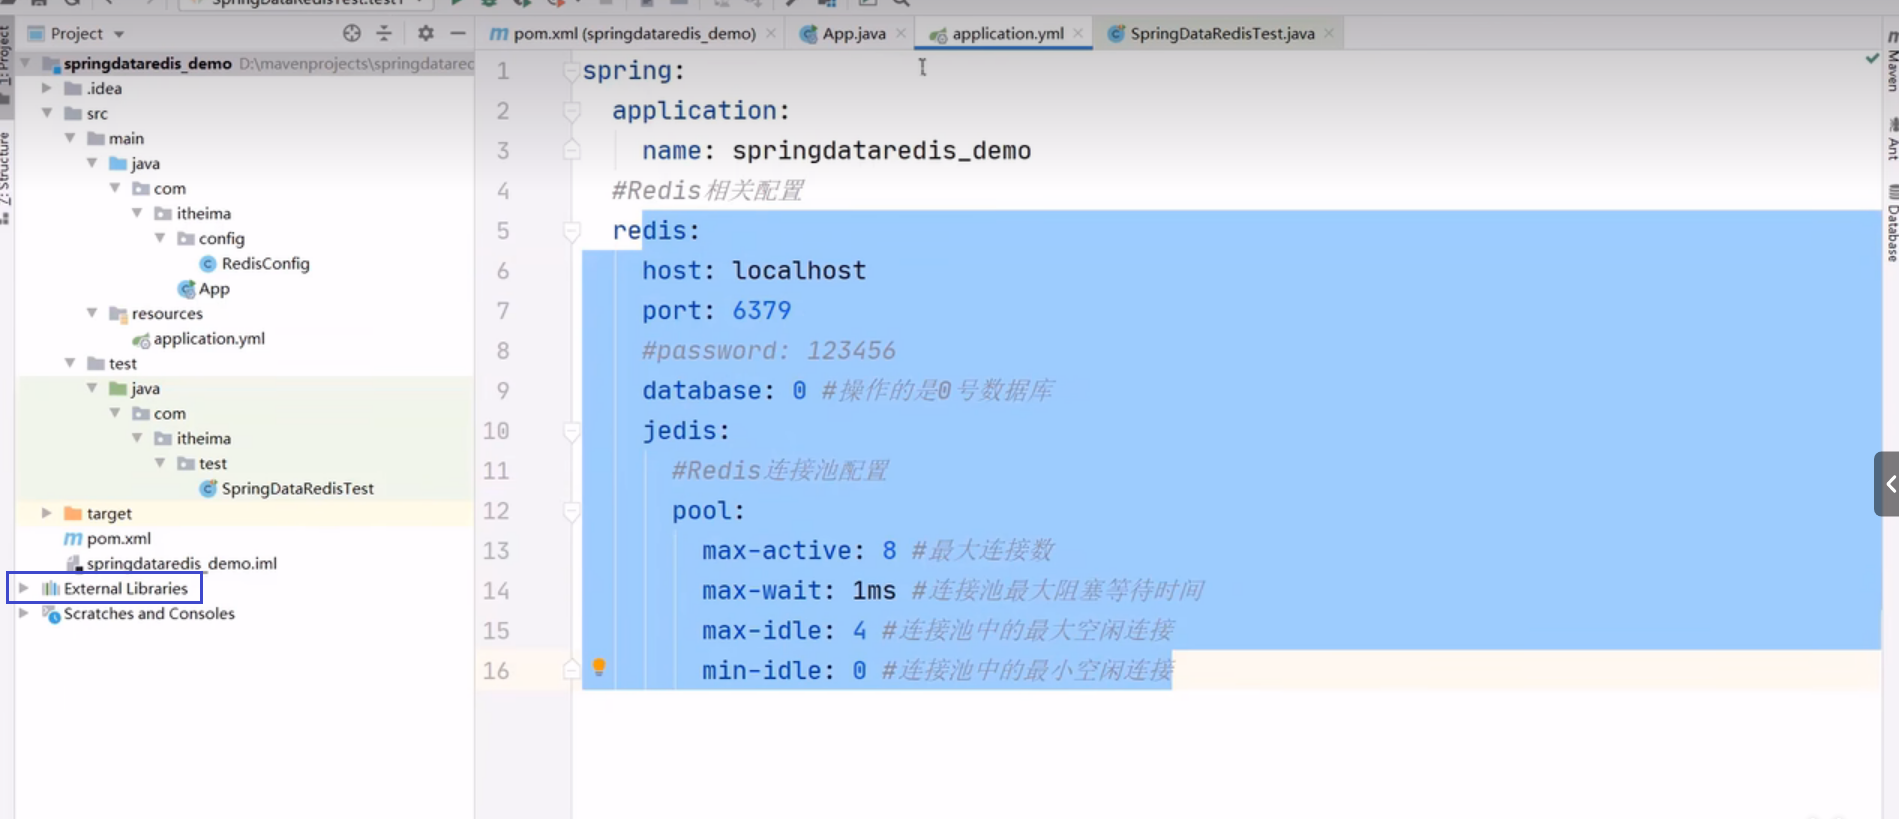 SpringDataRedisTest.test1
Project
pom.xml (springdataredis_demo)
App.java
application.yml
SpringDataRedisTest.java
1: Project
Z: Structure
springdataredis_demo D:\mavenprojects\springdatared
.idea
src
main
java
com
itheima
config
RedisConfig
App
resources
application.yml
test
java
com
itheima
test
SpringDataRedisTest
target
pom.xml
springdataredis_demo.iml
External Libraries
Scratches and Consoles
1 spring:
2 application:
3 name: springdataredis_demo
4 #Redis相关配置
5 redis:
6 host: localhost
7 port: 6379
8 #password: 123456
9 database: 0 #操作的是0号数据库
10 jedis:
11 #Redis连接池配置
12 pool:
13 max-active: 8 #最大连接数
14 max-wait: 1ms #连接池最大阻塞等待时间
15 max-idle: 4 #连接池中的最大空闲连接
16 min-idle: 0 #连接池中的最小空闲连接
Maven
Ant
Database